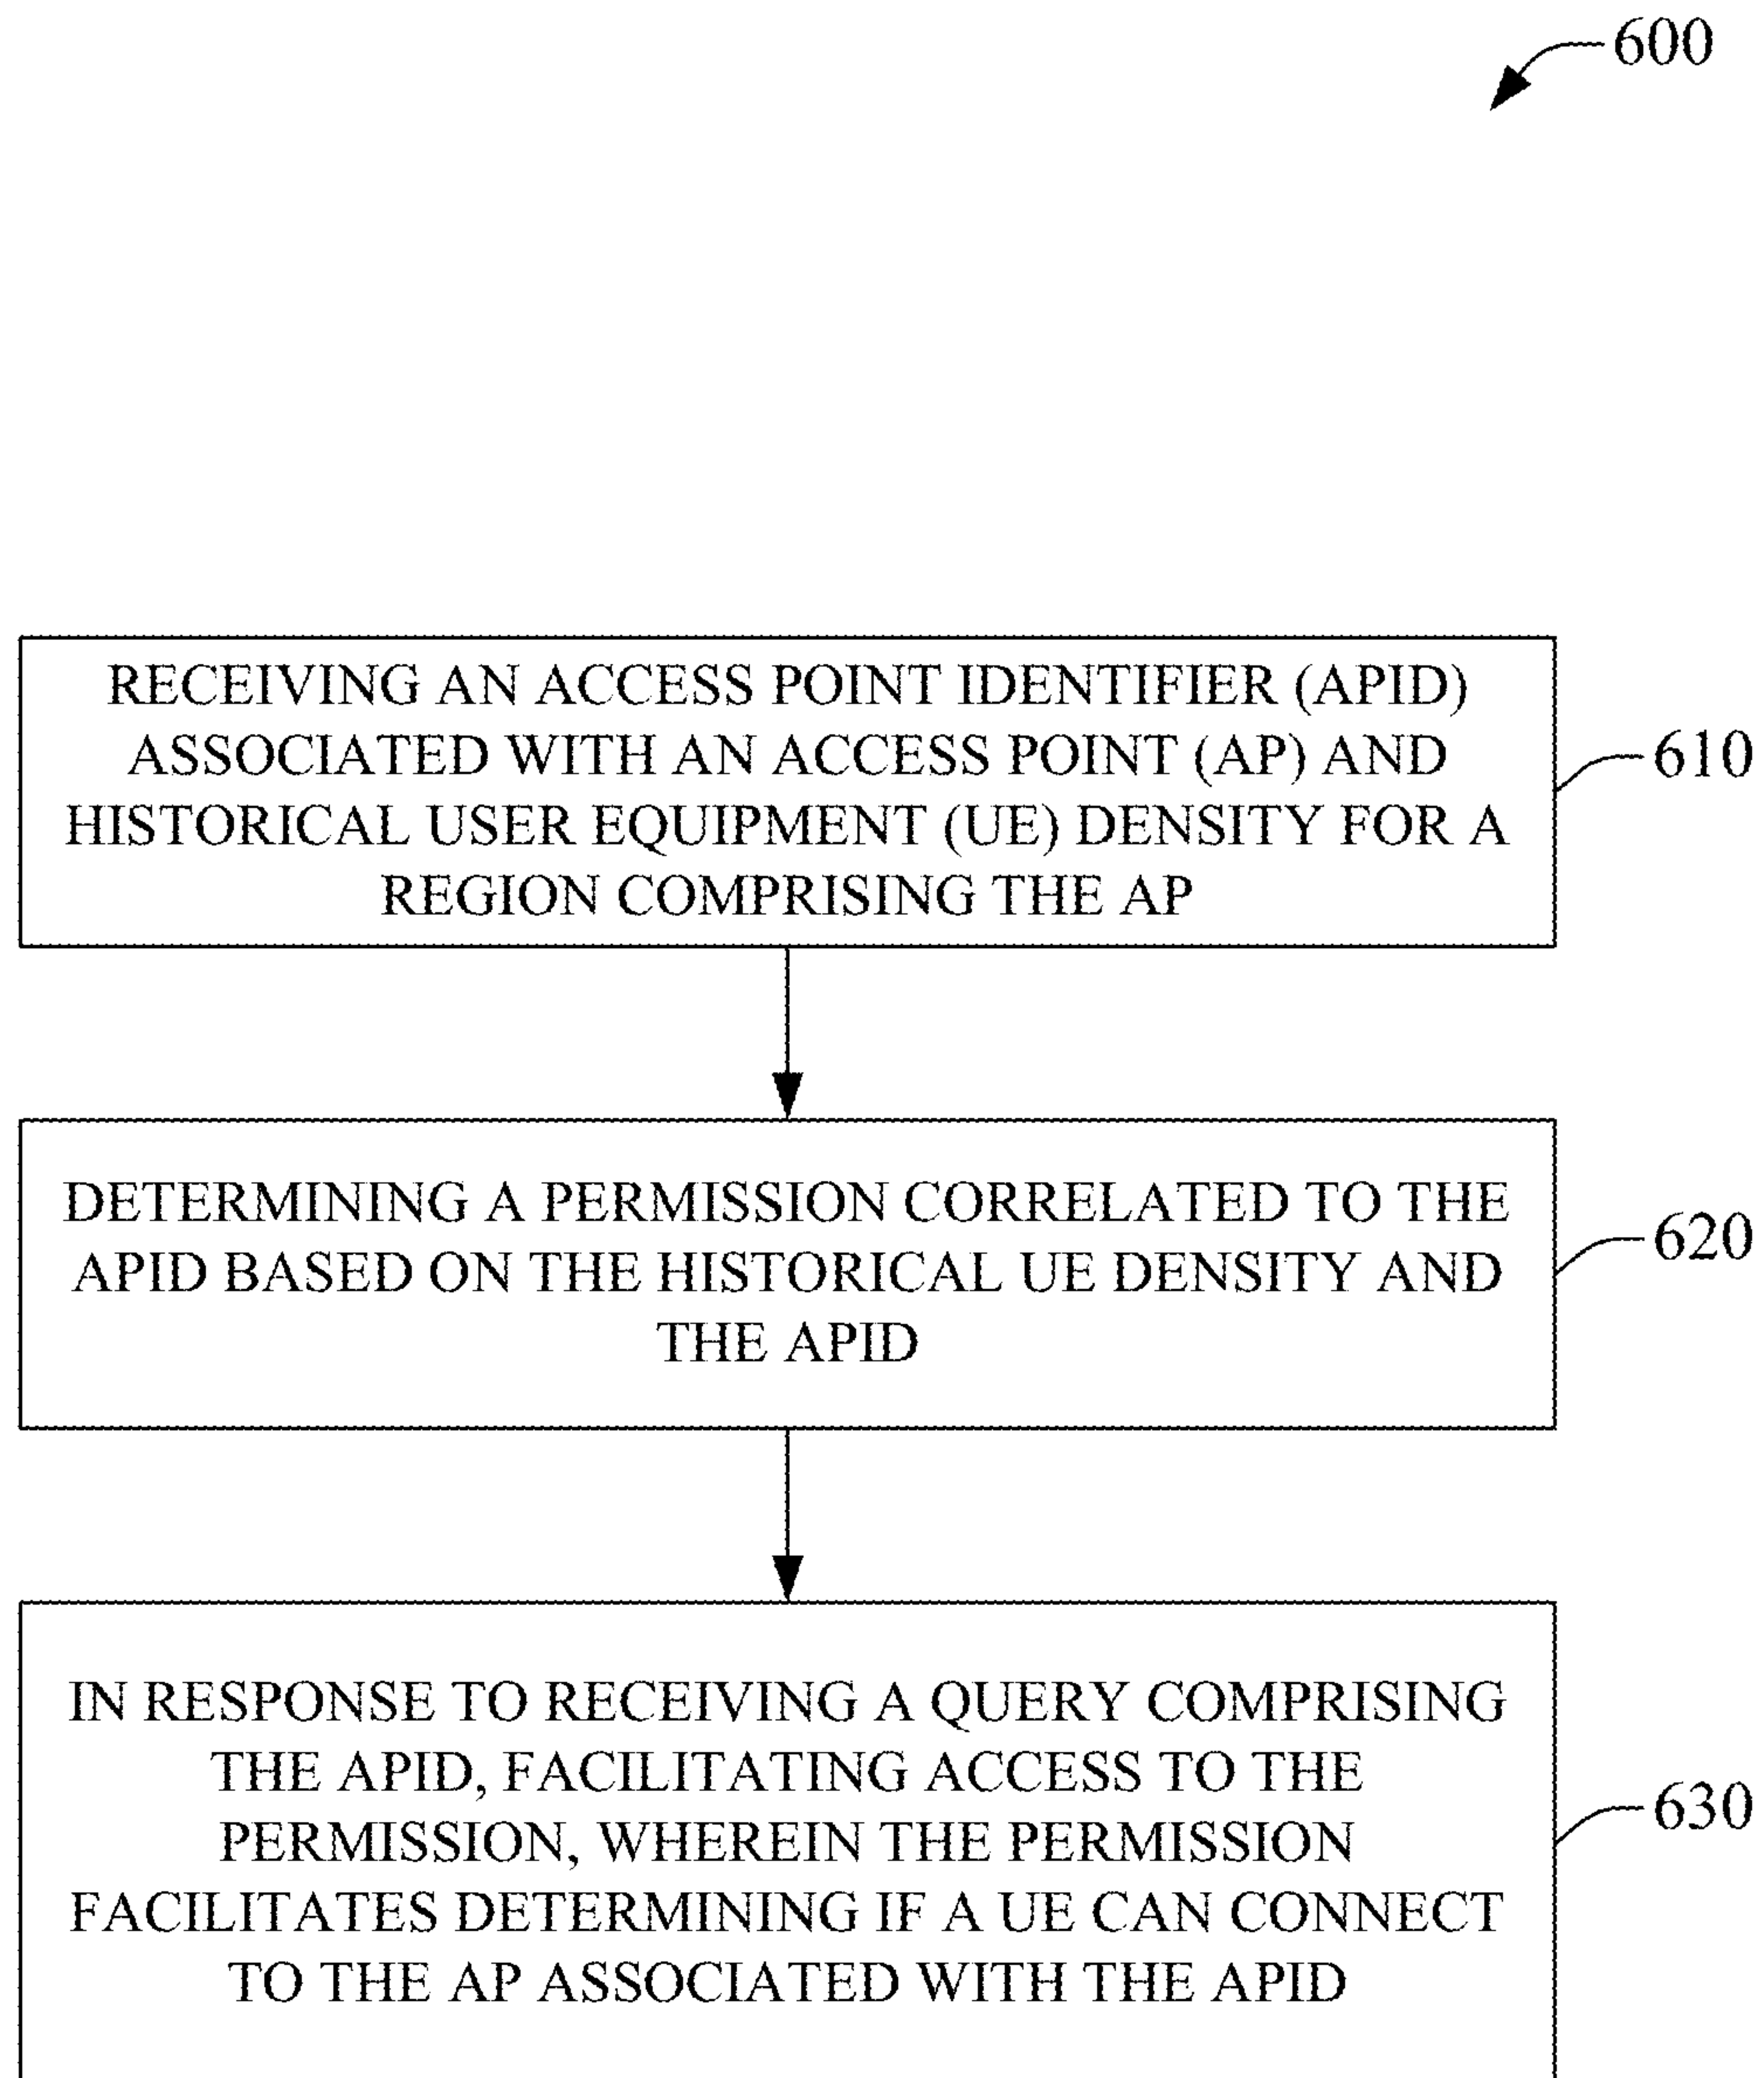 600
RECEIVING AN ACCESS POINT IDENTIFIER (APID)
ASSOCIATED WITH AN ACCESS POINT (AP) AND
HISTORICAL USER EQUIPMENT (UE) DENSITY FOR A
REGION COMPRISING THE AP
610
DETERMINING A PERMISSION CORRELATED TO THE
APID BASED ON THE HISTORICAL UE DENSITY AND
THE APID
620
IN RESPONSE TO RECEIVING A QUERY COMPRISING
THE APID, FACILITATING ACCESS TO THE
PERMISSION, WHEREIN THE PERMISSION
FACILITATES DETERMINING IF A UE CAN CONNECT
TO THE AP ASSOCIATED WITH THE APID
630